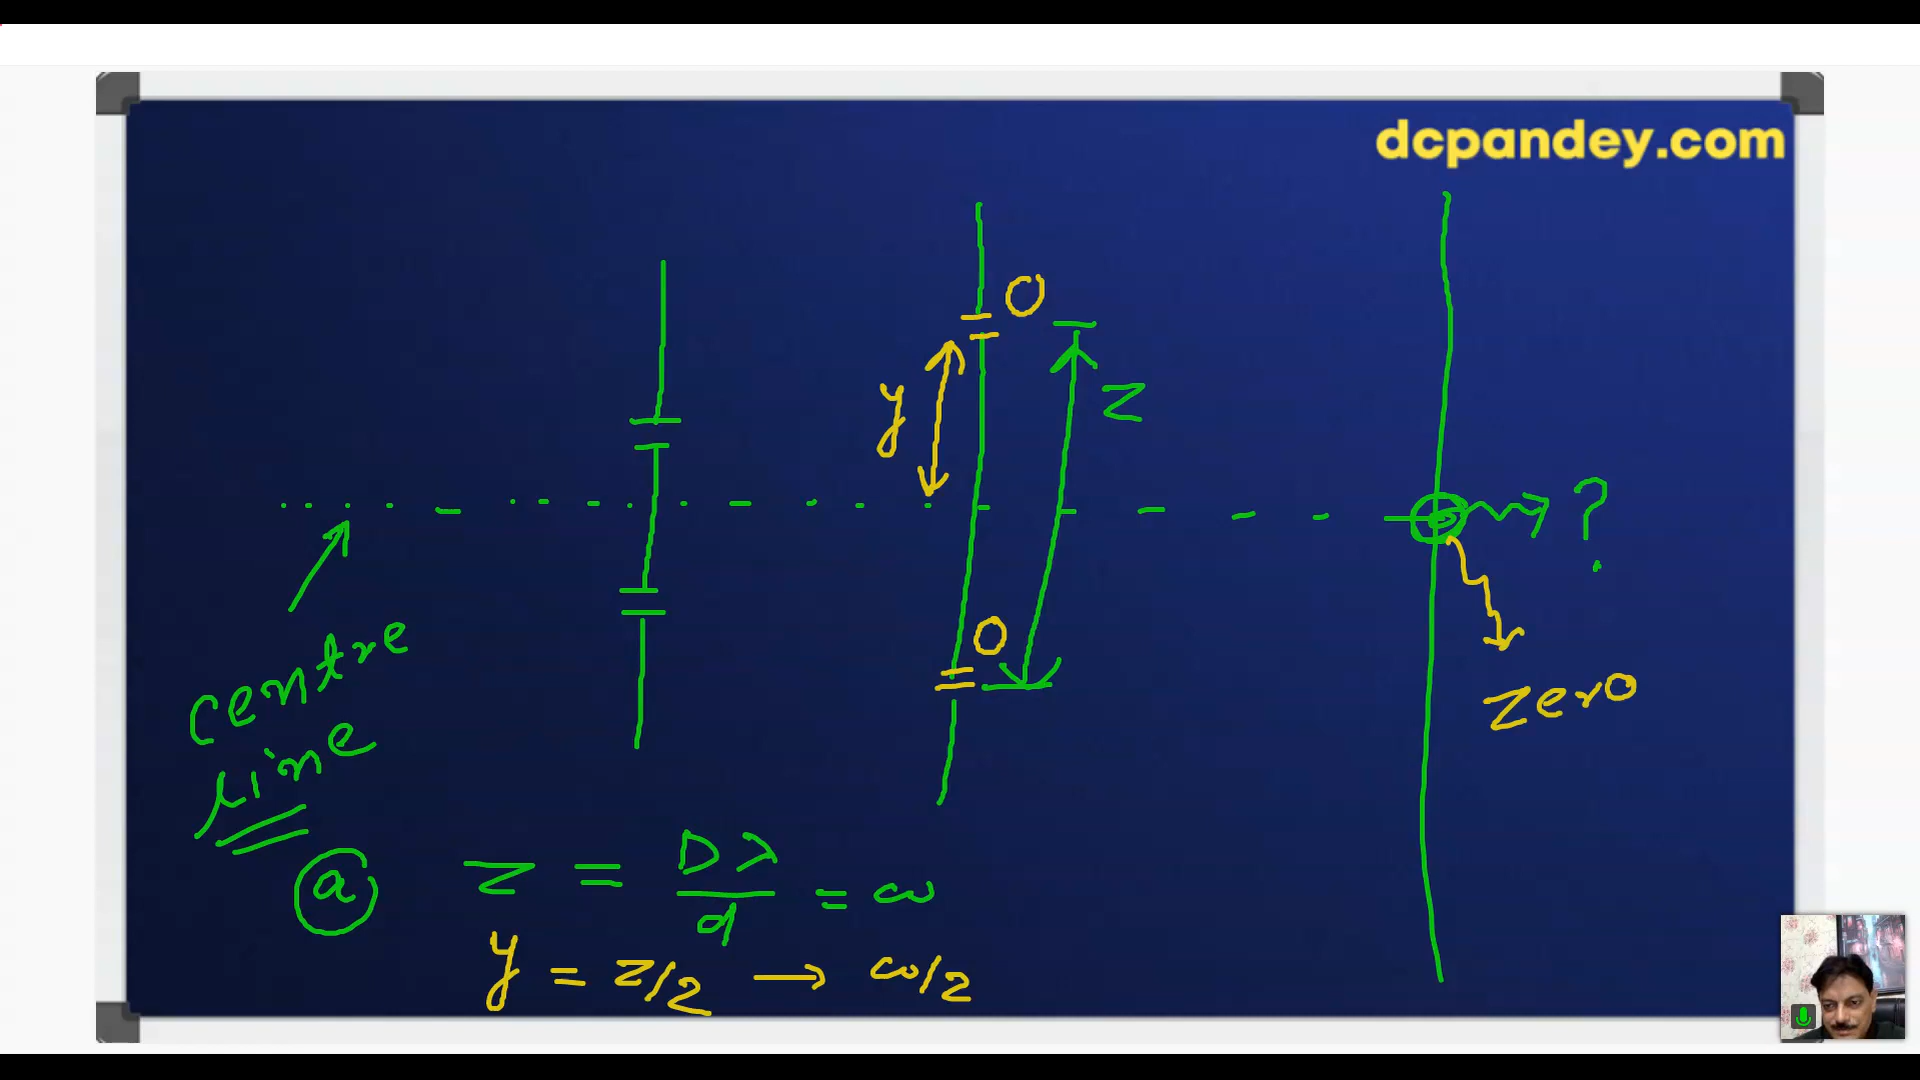 dcpandey.com
O
y
z
?
O
zero
centre
line
a z = Dλ/d = ω
y = z/2 → ω/2